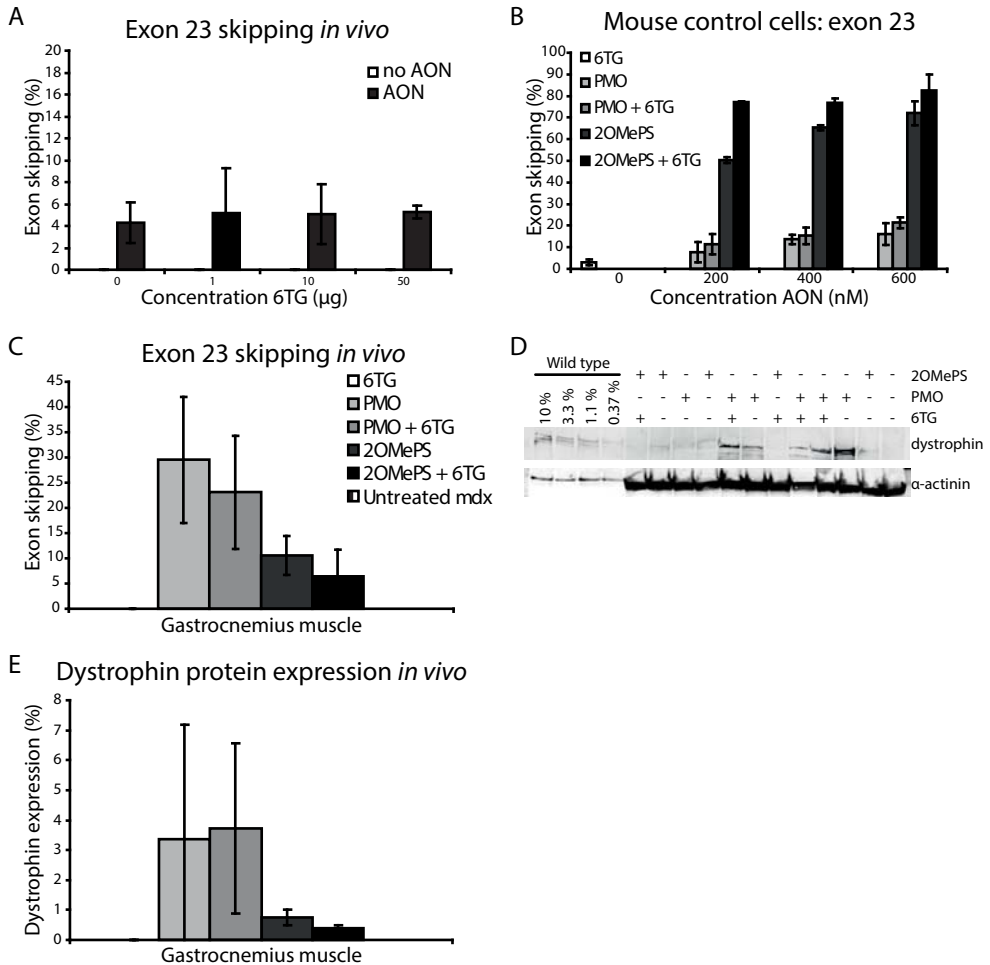 A
Exon 23 skipping in vivo
Exon skipping (%)
20
18
16
14
12
10
8
6
4
2
0
no AON
AON
0 1 10 50
Concentration 6TG (µg)
B
Mouse control cells: exon 23
Exon skipping (%)
100
90
80
70
60
50
40
30
20
10
0
6TG
PMO
PMO + 6TG
2OMePS
2OMePS + 6TG
0 200 400 600
Concentration AON (nM)
C
Exon 23 skipping in vivo
Exon skipping (%)
45
40
35
30
25
20
15
10
5
0
6TG
PMO
PMO + 6TG
2OMePS
2OMePS + 6TG
Untreated mdx
Gastrocnemius muscle
D
Wild type
10 % 3.3 % 1.1 % 0.37 %
+ + - + - - + - - - + - 2OMePS
- - + - + + - + + + - - PMO
+ - - - + - + + + - - - 6TG
dystrophin
α-actinin
E
Dystrophin protein expression in vivo
Dystrophin expression (%)
8
7
6
5
4
3
2
1
0
Gastrocnemius muscle